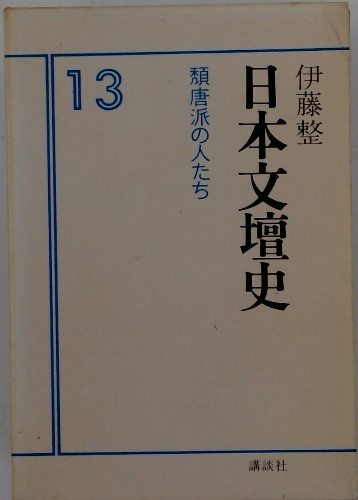 伊藤整
日本文壇史
13
頽唐派の人たち
講談社